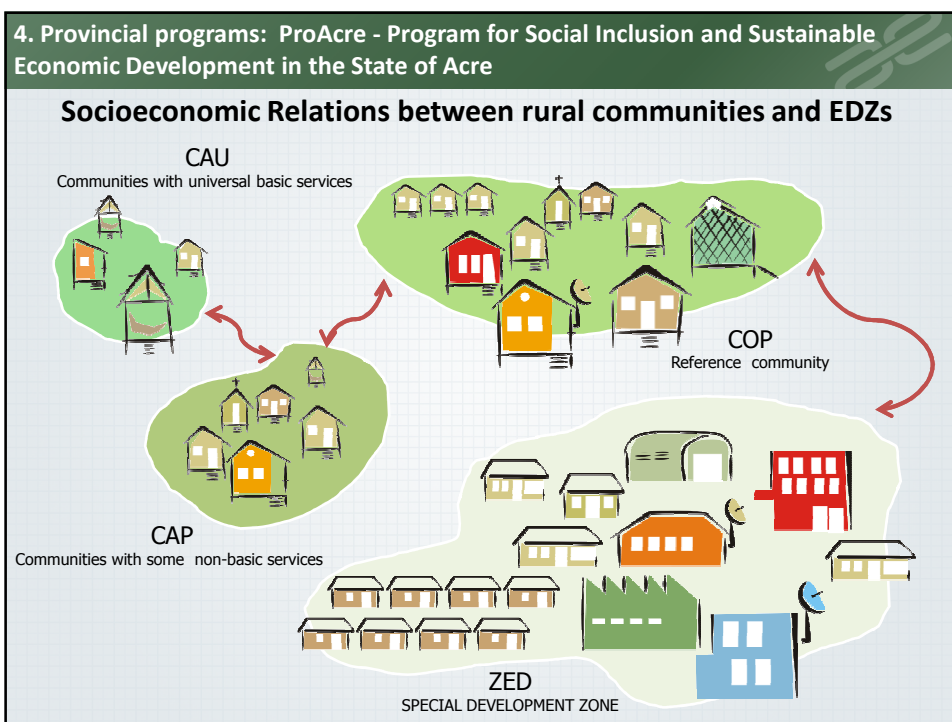 4. Provincial programs: ProAcre - Program for Social Inclusion and Sustainable
Economic Development in the State of Acre
Socioeconomic Relations between rural communities and EDZs
CAU
Communities with universal basic services
COP
Reference community
CAP
Communities with some non-basic services
ZED
SPECIAL DEVELOPMENT ZONE